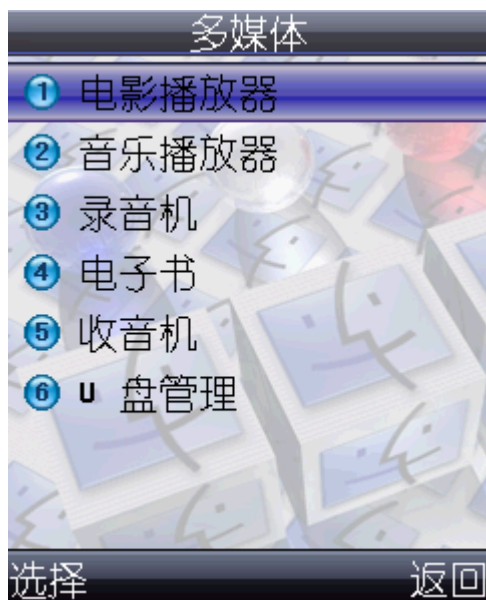 多媒体
1 电影播放器
2 音乐播放器
3 录音机
4 电子书
5 收音机
6 U 盘管理
选择 返回